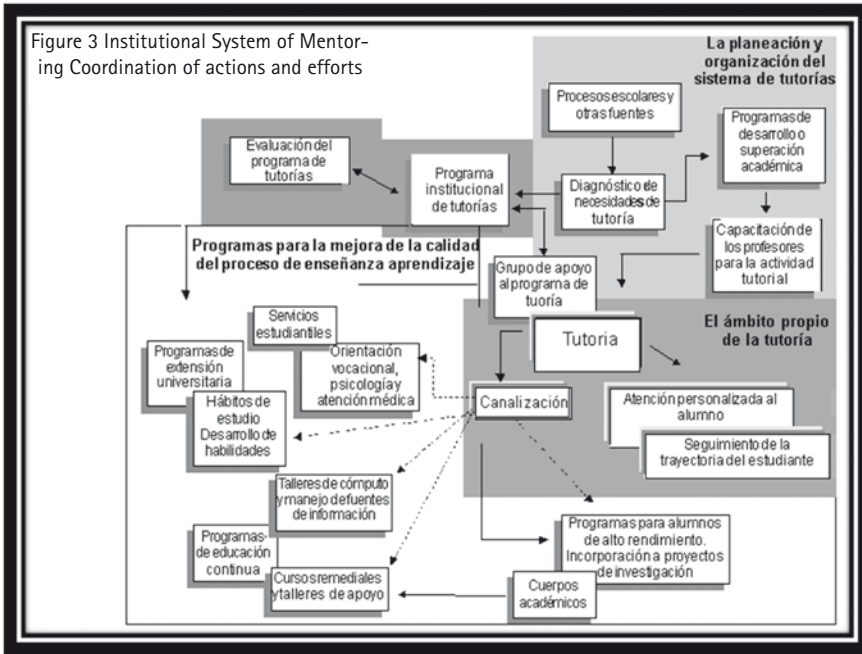 Figure 3 Institutional System of Mentor-
ing Coordination of actions and efforts
La planeación y
organización del
sistema de tutorías
Procesos escolares y
otras fuentes
Programas de
desarrollo o
superación
académica
Evaluación del
programa de
tutorías
Programa
institucional
de tutorías
Diagnóstico de
necesidades de
tutoría
Capacitación de
los profesores
para la actividad
tutorial
Programas para la mejora de la calidad
del proceso de enseñanza aprendizaje
Grupo de apoyo
al programa de
tuoría
El ámbito propio
de la tutoría
Servicios
estudiantiles
Tutoria
Programas de
extensión
universitaria
Orientación
vocacional,
psicología y
atención médica
Hábitos de
estudio
Desarrollo de
habilidades
Canalización
Atención personalizada al
alumno
Seguimiento de la
trayectoria del estudiante
Talleres de cómputo
y manejo de fuentes
de información
Programas
de educación
continua
Programas para alumnos
de alto rendimiento.
Incorporación a proyectos
de investigación
Cursos remediales
y talleres de apoyo
Cuerpos
académicos